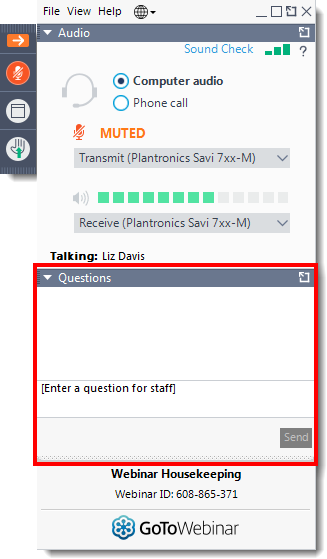 File View Help
Audio
Sound Check ?
Computer audio
Phone call
MUTED
Transmit (Plantronics Savi 7xx-M)
Receive (Plantronics Savi 7xx-M)
Talking: Liz Davis
Questions
[Enter a question for staff]
Send
Webinar Housekeeping
Webinar ID: 608-865-371
GoToWebinar